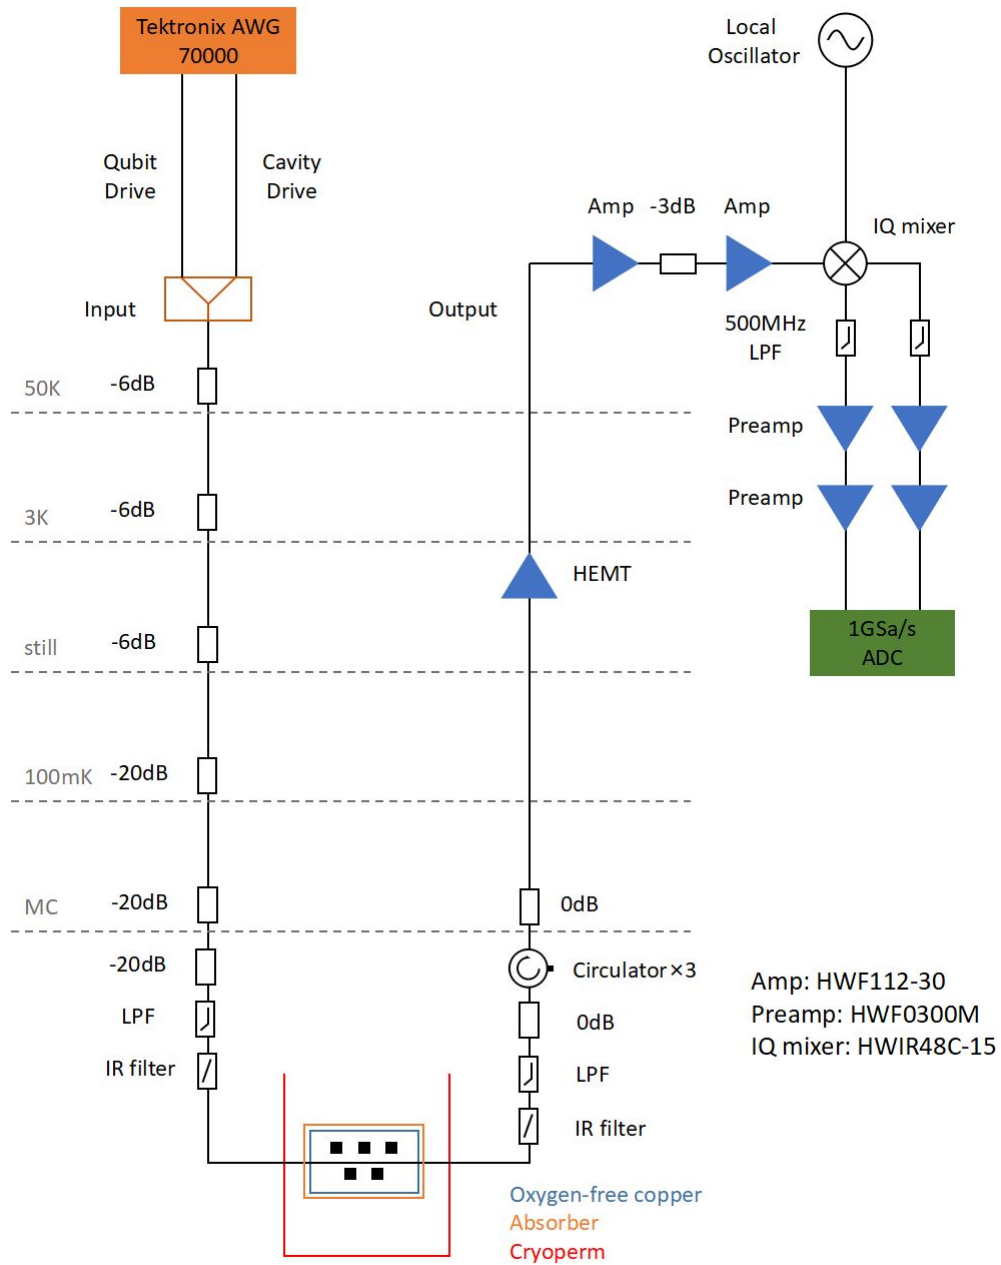 Tektronix AWG
70000
Local
Oscillator
Qubit
Drive
Cavity
Drive
Amp
-3dB
Amp
IQ mixer
Input
Output
500MHz
LPF
50K
-6dB
Preamp
Preamp
3K
-6dB
HEMT
1GSa/s
ADC
still
-6dB
100mK
-20dB
MC
-20dB
0dB
-20dB
Circulator×3
LPF
0dB
IR filter
LPF
IR filter
Amp: HWF112-30
Preamp: HWF0300M
IQ mixer: HWIR48C-15
Oxygen-free copper
Absorber
Cryoperm